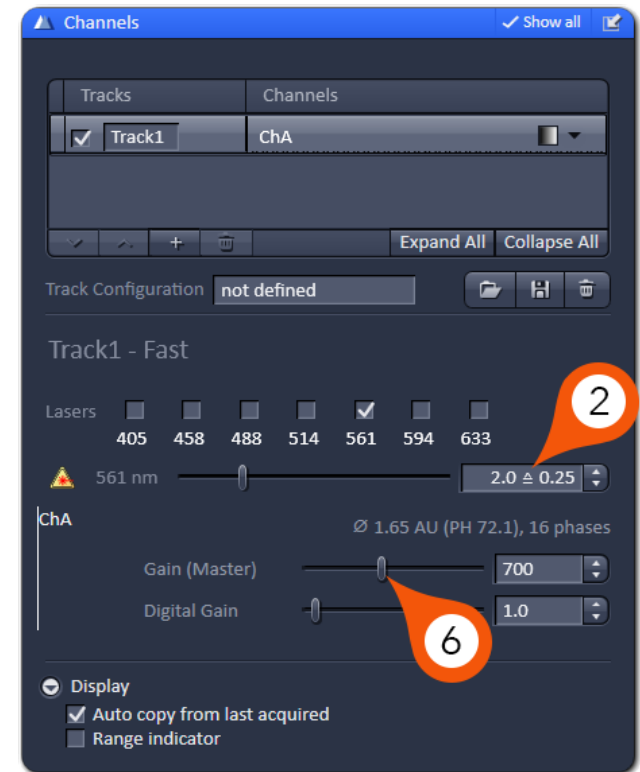 Channels ✓ Show all
Tracks Channels
Track1 ChA
+ Expand All Collapse All
Track Configuration not defined
Track1 - Fast
Lasers
2
405 458 488 514 561 594 633
561 nm 2.0 ≙ 0.25
ChA Ø 1.65 AU (PH 72.1), 16 phases
Gain (Master) 700
Digital Gain 1.0
6
Display
Auto copy from last acquired
Range indicator